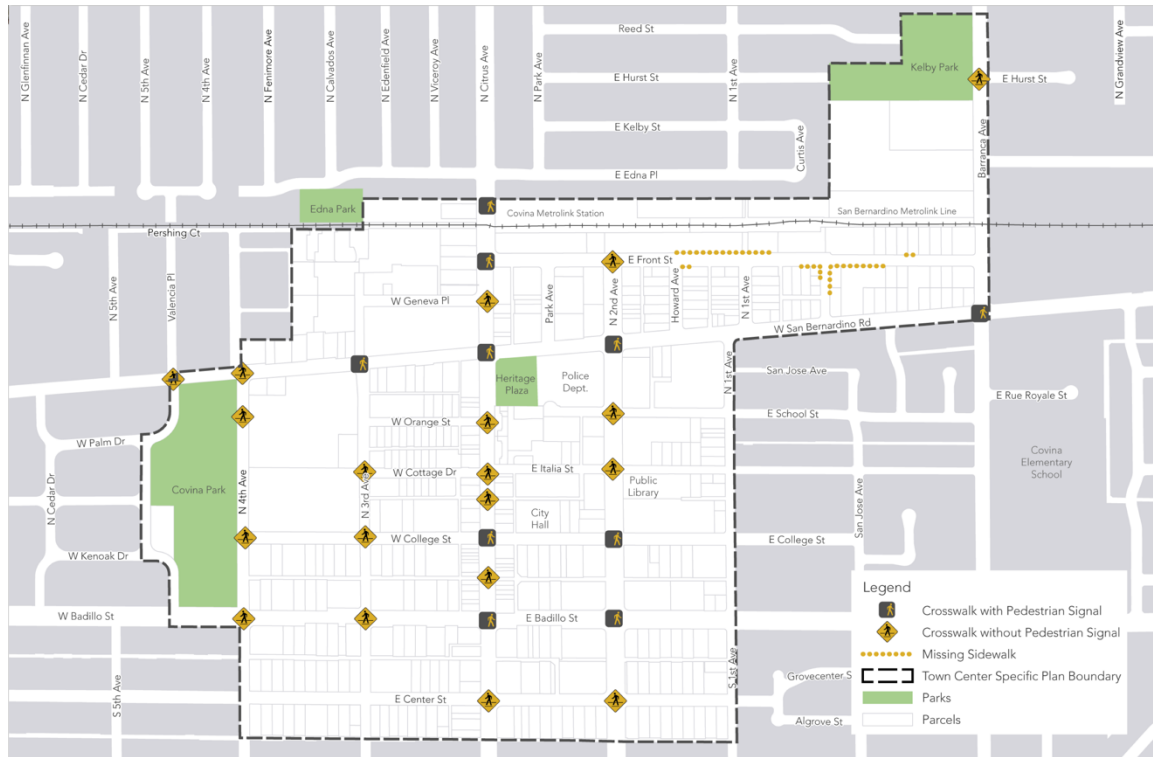 N Glenfinnan Ave
N Cedar Dr
N 5th Ave
N 4th Ave
N Fenimore Ave
N Calvados Ave
N Edenfield Ave
N Viceroy Ave
N Citrus Ave
N Park Ave
Reed St
N 1st Ave
Kelby Park
N Grandview Ave
E Hurst St
E Hurst St
E Kelby St
Curtis Ave
Barranca Ave
E Edna Pl
Edna Park
Covina Metrolink Station
San Bernardino Metrolink Line
Pershing Ct
E Front St
N 5th Ave
Valencia Pl
W Geneva Pl
Park Ave
N 2nd Ave
Howard Ave
N 1st Ave
W San Bernardino Rd
Heritage
Plaza
Police
Dept.
N 1st Ave
San Jose Ave
E Rue Royale St
E School St
W Orange St
W Palm Dr
N Cedar Dr
Covina Park
N 4th Ave
N 3rd Ave
W Cottage Dr
E Italia St
Public
Library
Covina
Elementary
School
San Jose Ave
City
Hall
W College St
E College St
W Kenoak Dr
W Badillo St
E Badillo St
S 5th Ave
E Center St
S 1st Ave
Grovecenter S
Algrove St
Legend
Crosswalk with Pedestrian Signal
Crosswalk without Pedestrian Signal
Missing Sidewalk
Town Center Specific Plan Boundary
Parks
Parcels